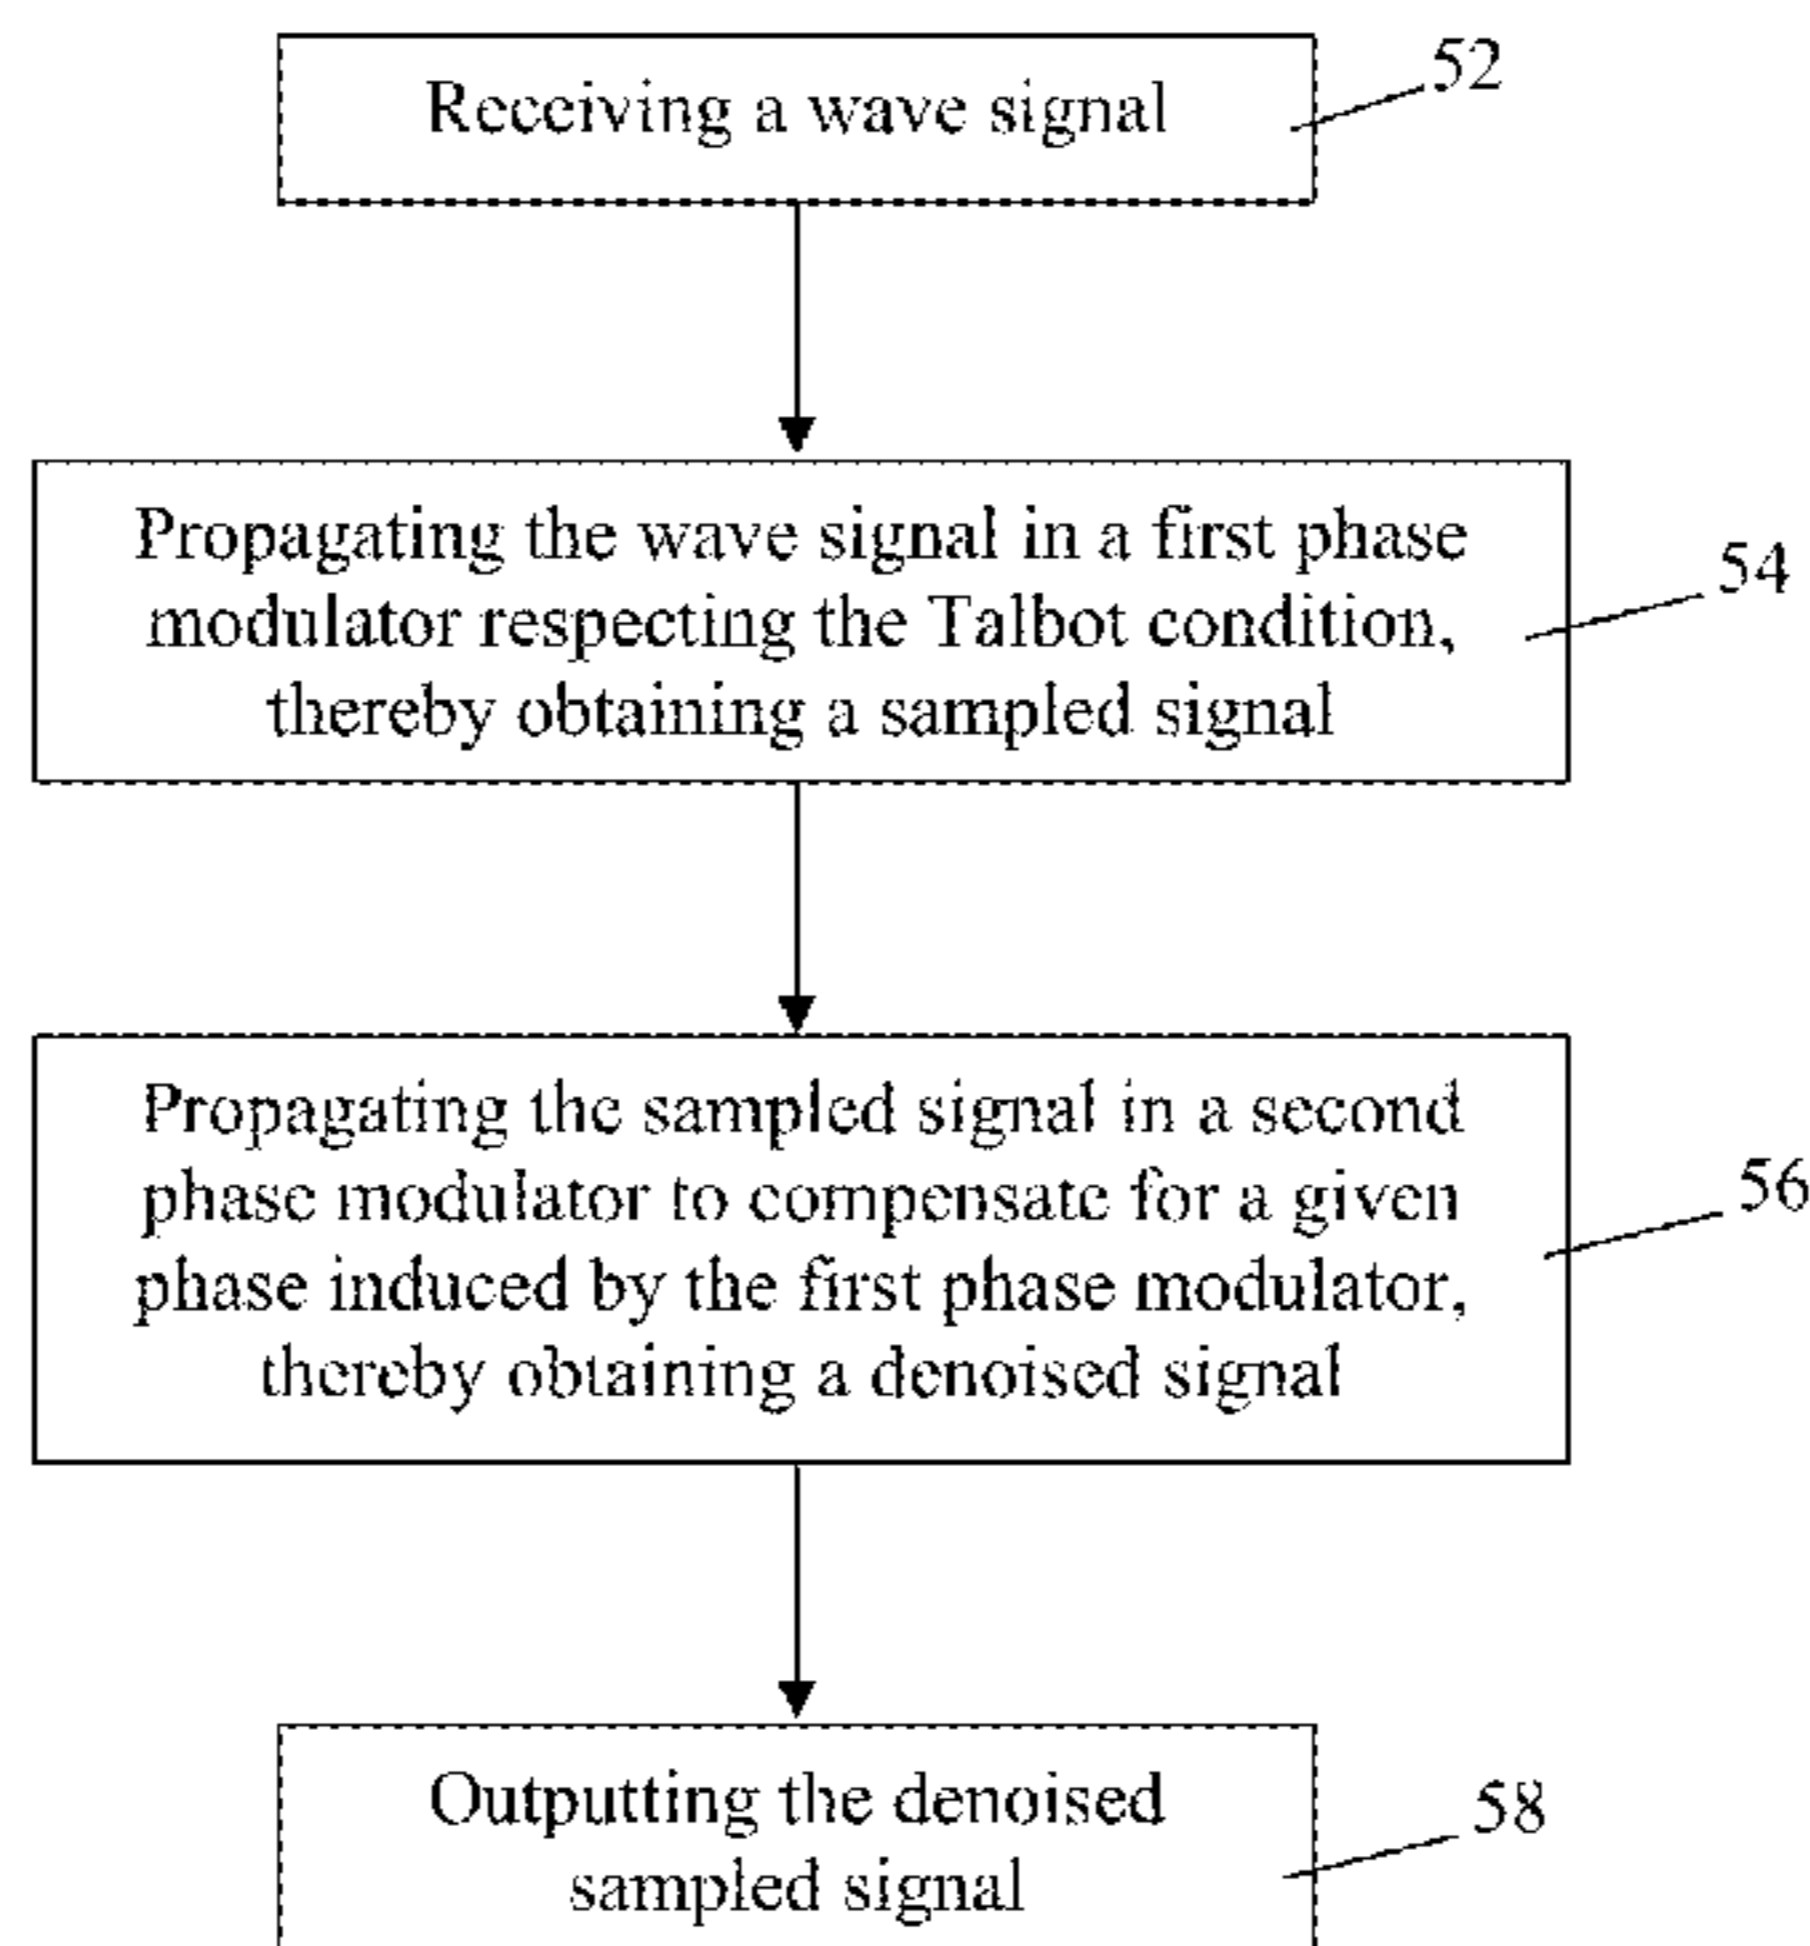 Receiving a wave signal
52
Propagating the wave signal in a first phase
modulator respecting the Talbot condition,
thereby obtaining a sampled signal
54
Propagating the sampled signal in a second
phase modulator to compensate for a given
phase induced by the first phase modulator,
thereby obtaining a denoised signal
56
Outputting the denoised
sampled signal
58